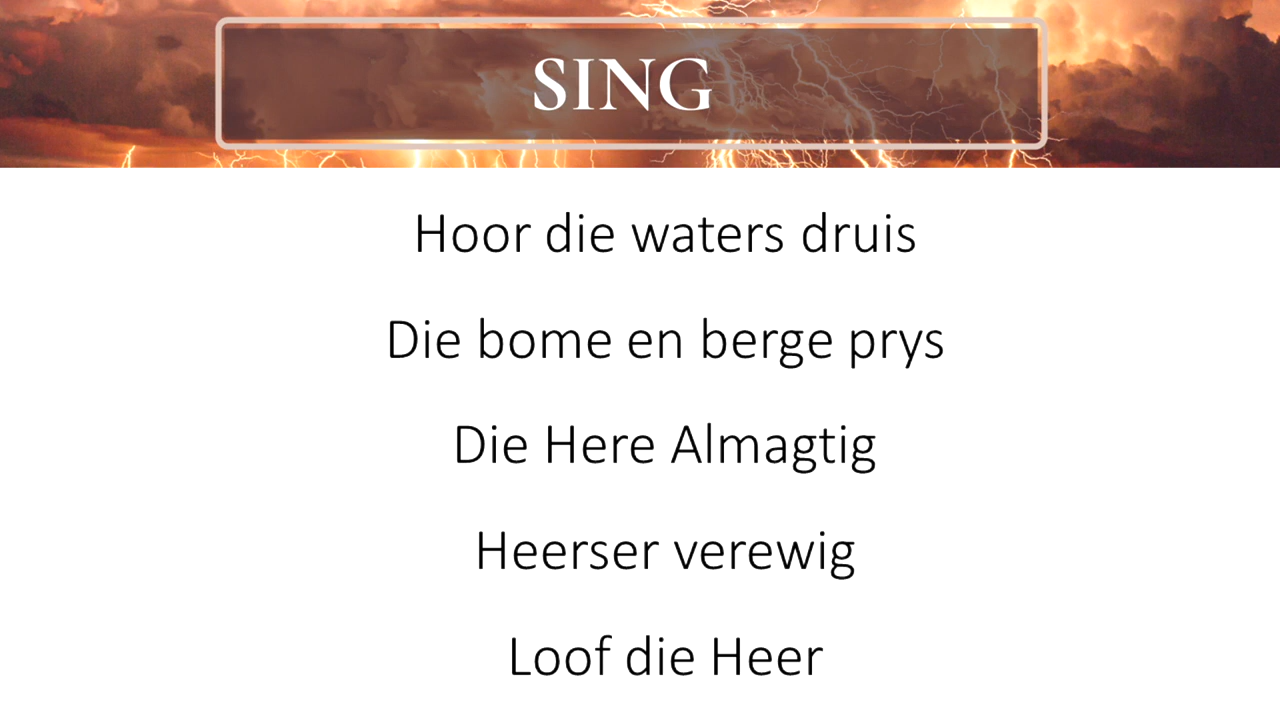 SING
Hoor die waters druis
Die bome en berge prys
Die Here Almagtig
Heerser verewig
Loof die Heer